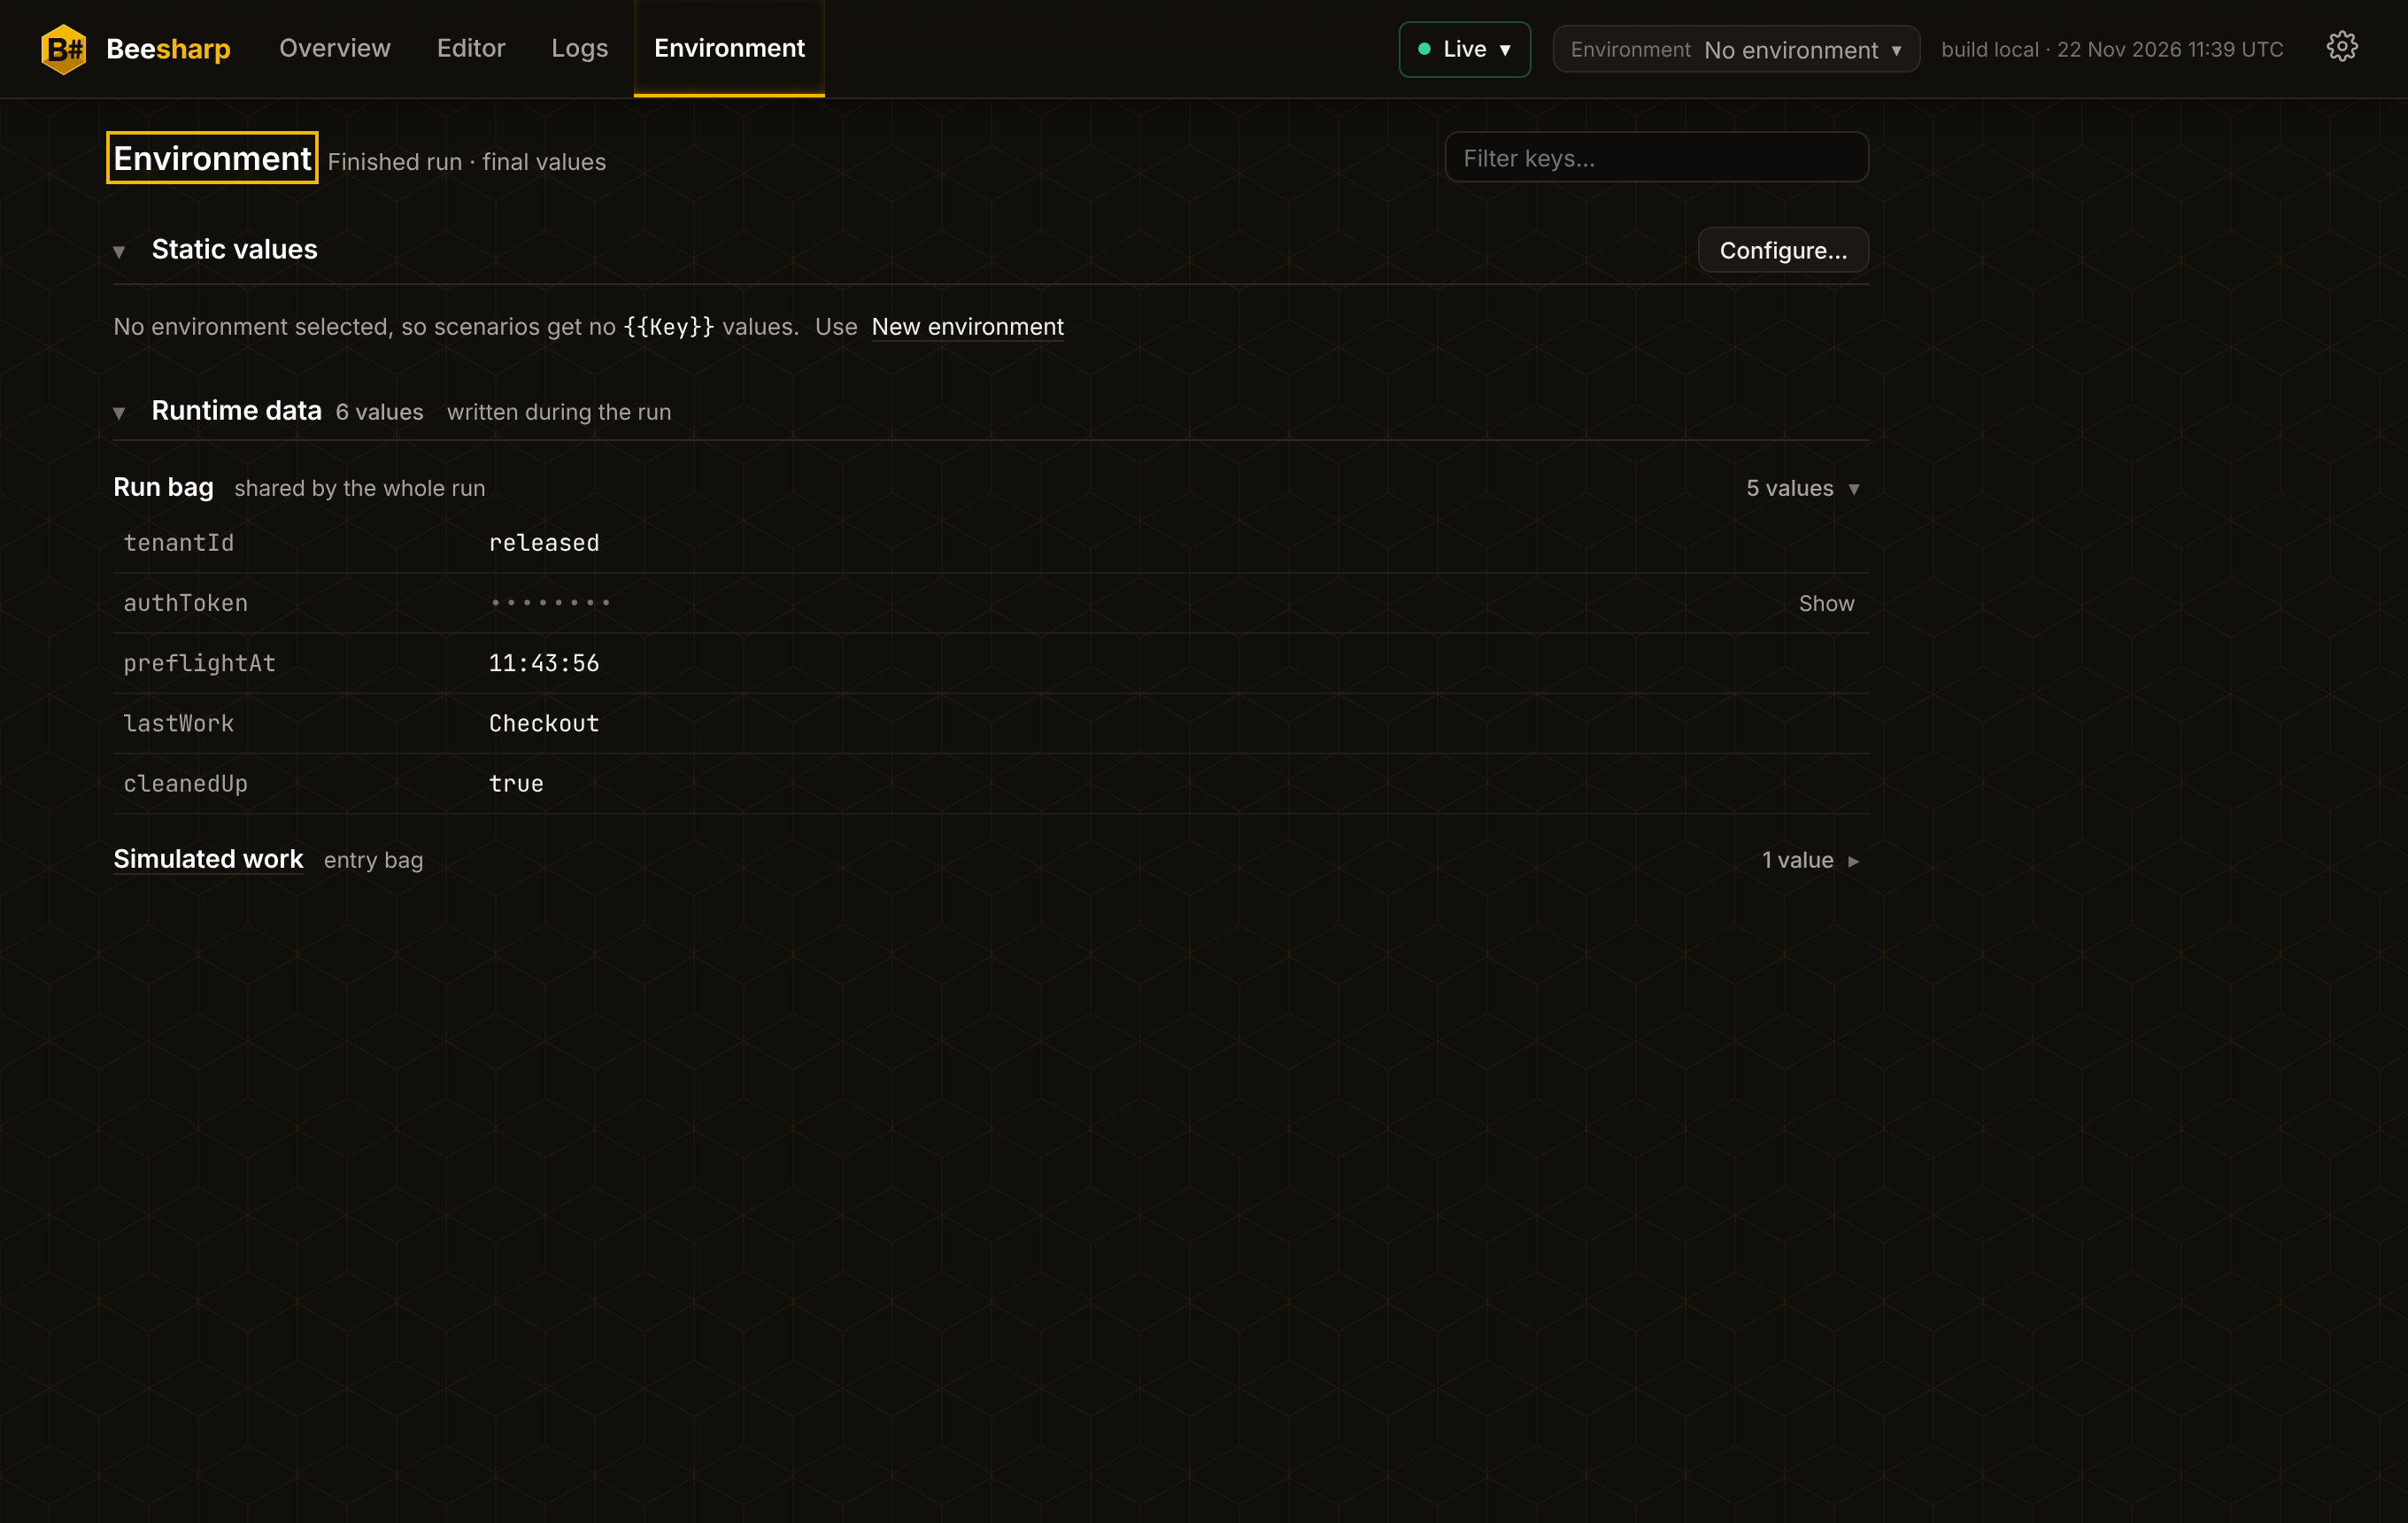 B# Beesharp Overview Editor Logs Environment Live ▾ Environment No environment ▾ build local · 22 Nov 2026 11:39 UTC
Environment Finished run · final values Filter keys...
▾ Static values Configure...
No environment selected, so scenarios get no {{Key}} values. Use New environment
▾ Runtime data 6 values written during the run
Run bag shared by the whole run 5 values ▾
tenantId released
authToken •••••••• Show
preflightAt 11:43:56
lastWork Checkout
cleanedUp true
Simulated work entry bag 1 value ▸